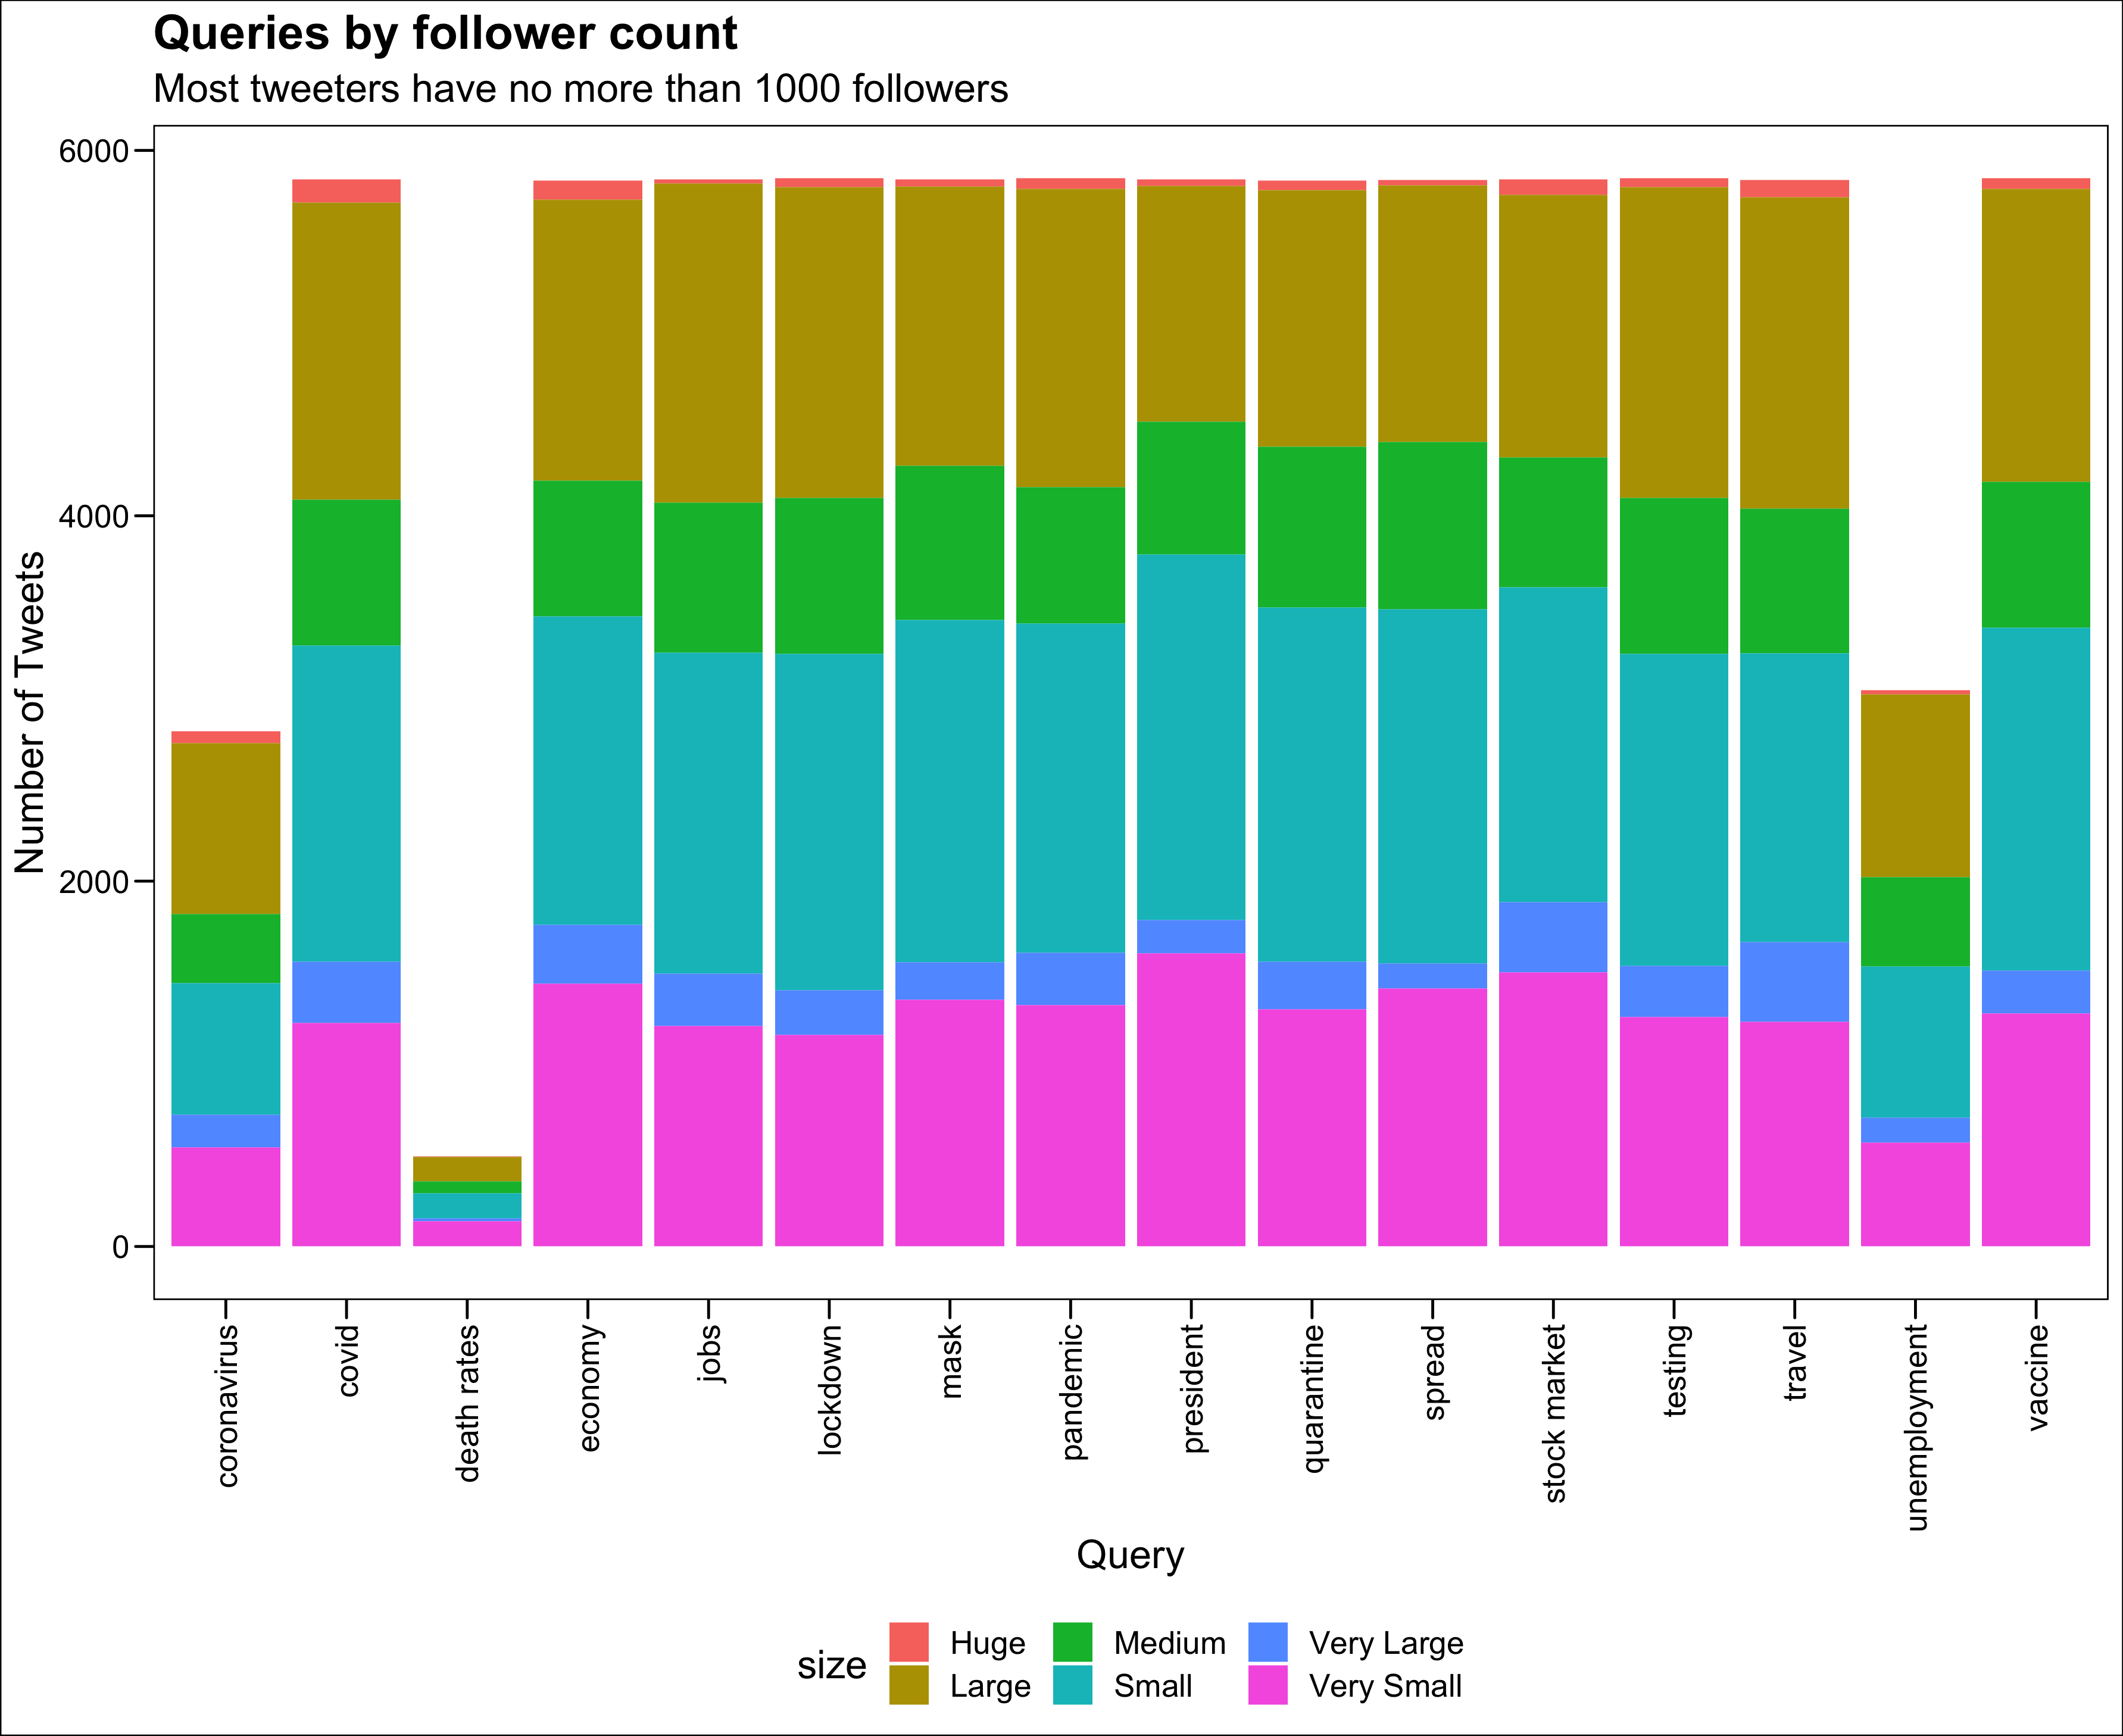 Queries by follower count
Most tweeters have no more than 1000 followers
Number of Tweets
6000
4000
2000
0
coronavirus
covid
death rates
economy
jobs
lockdown
mask
pandemic
president
quarantine
spread
stock market
testing
travel
unemployment
vaccine
Query
size
Huge
Medium
Very Large
Large
Small
Very Small